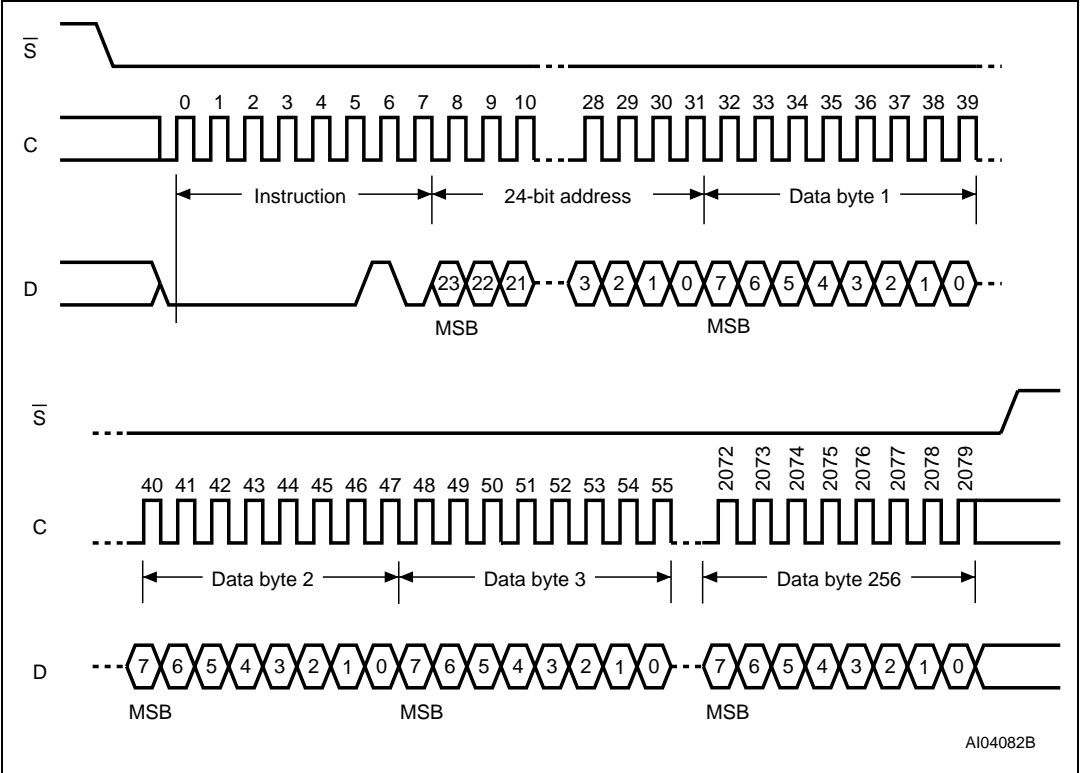 S̅
0 1 2 3 4 5 6 7 8 9 10 28 29 30 31 32 33 34 35 36 37 38 39
C
Instruction 24-bit address Data byte 1
D 23 22 21 3 2 1 0 7 6 5 4 3 2 1 0
MSB MSB
S̅
2072 2073 2074 2075 2076 2077 2078 2079
40 41 42 43 44 45 46 47 48 49 50 51 52 53 54 55
C
Data byte 2 Data byte 3 Data byte 256
D 7 6 5 4 3 2 1 0 7 6 5 4 3 2 1 0 7 6 5 4 3 2 1 0
MSB MSB MSB
AI04082B